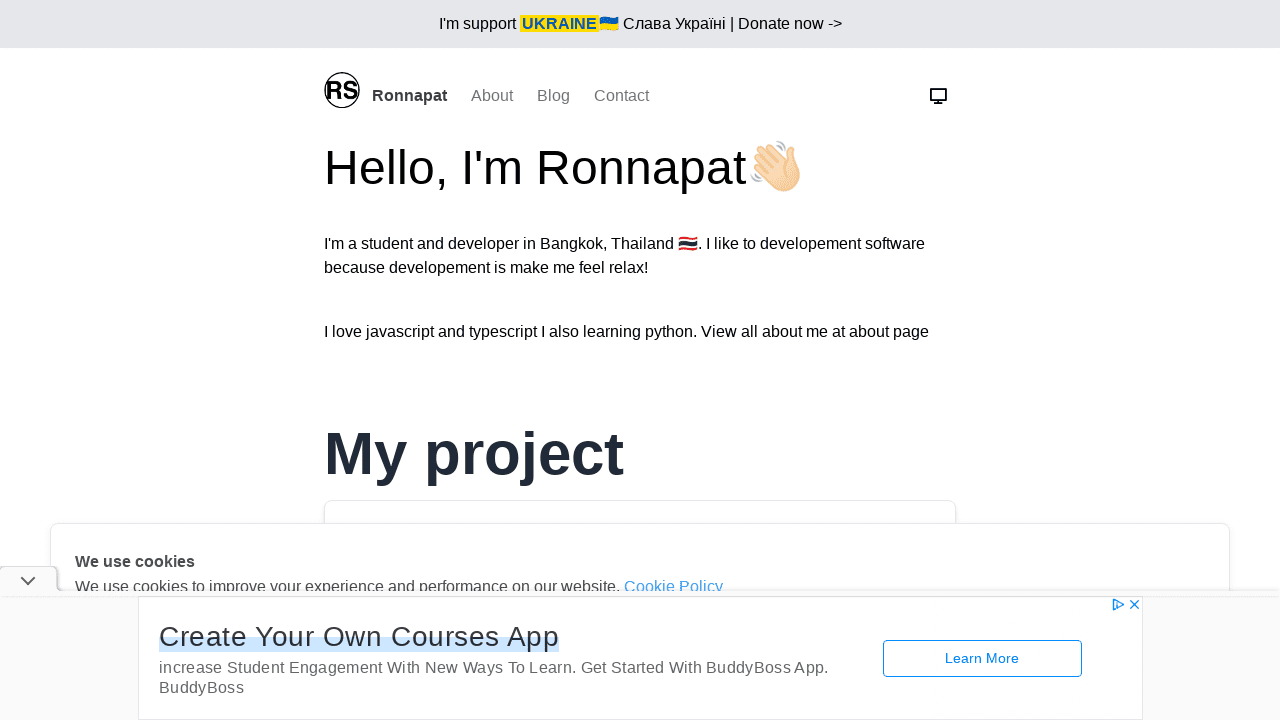 I'm support UKRAINE🇺🇦 Слава Україні | Donate now ->
RS Ronnapat About Blog Contact
Hello, I'm Ronnapat👋🏻
I'm a student and developer in Bangkok, Thailand 🇹🇭. I like to developement software
because developement is make me feel relax!
I love javascript and typescript I also learning python. View all about me at about page
My project
We use cookies
We use cookies to improve your experience and performance on our website. Cookie Policy
Create Your Own Courses App
increase Student Engagement With New Ways To Learn. Get Started With BuddyBoss App.
BuddyBoss
Learn More